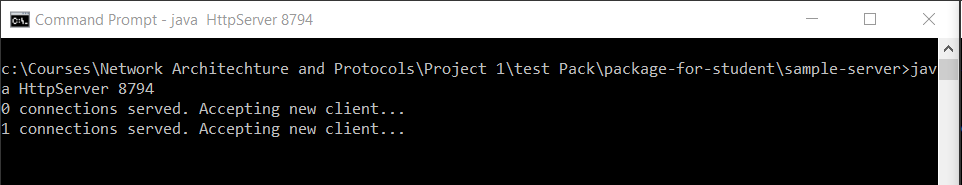 Command Prompt - java  HttpServer 8794
c:\Courses\Network Architechture and Protocols\Project 1\test Pack\package-for-student\sample-server>jav
a HttpServer 8794
0 connections served. Accepting new client...
1 connections served. Accepting new client...